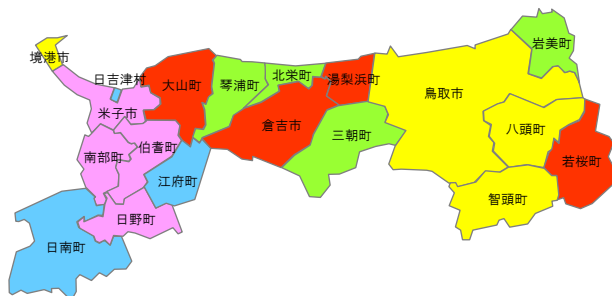 岩美町
境港市
日吉津村
大山町
琴浦町
北栄町
湯梨浜町
鳥取市
米子市
倉吉市
三朝町
八頭町
南部町
伯耆町
若桜町
江府町
智頭町
日野町
日南町